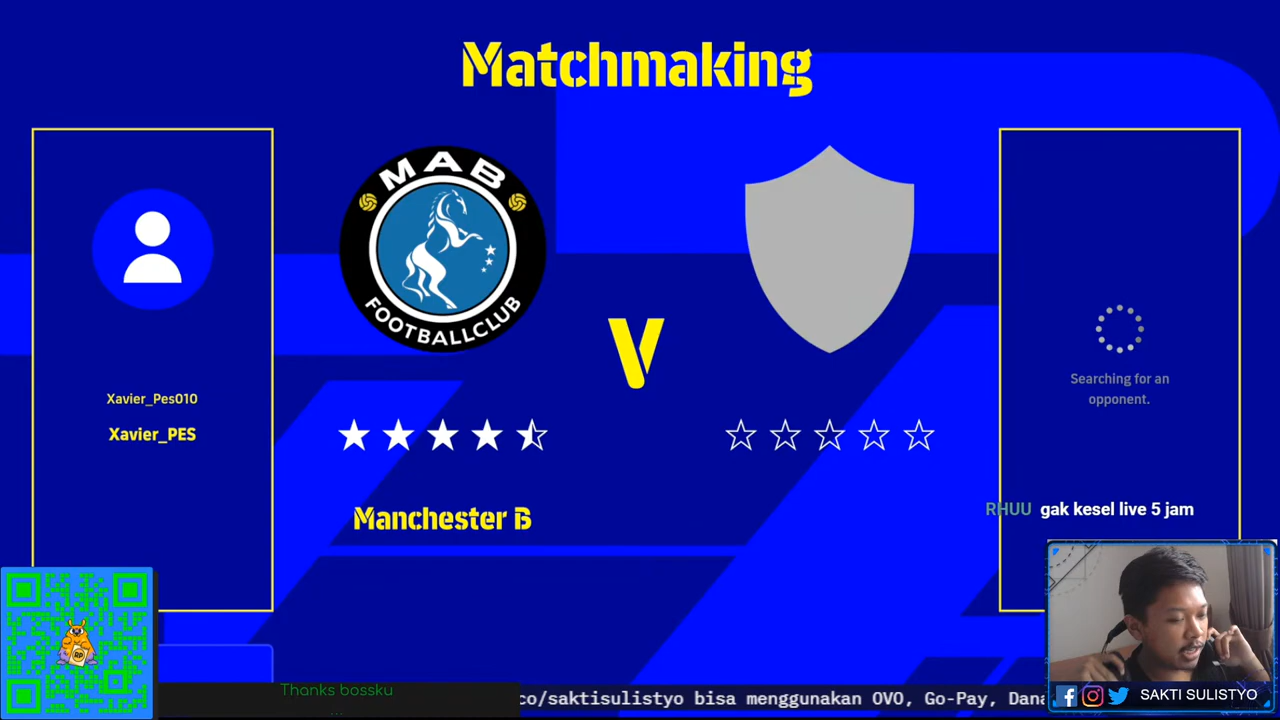 Matchmaking
MAB
FOOTBALLCLUB
V
Xavier_Pes010
Xavier_PES
Manchester B
Searching for an
opponent.
RHUU gak kesel live 5 jam
RP
Thanks bossku
...
co/saktisulistyo bisa menggunakan OVO, Go-Pay, Dana
SAKTI SULISTYO